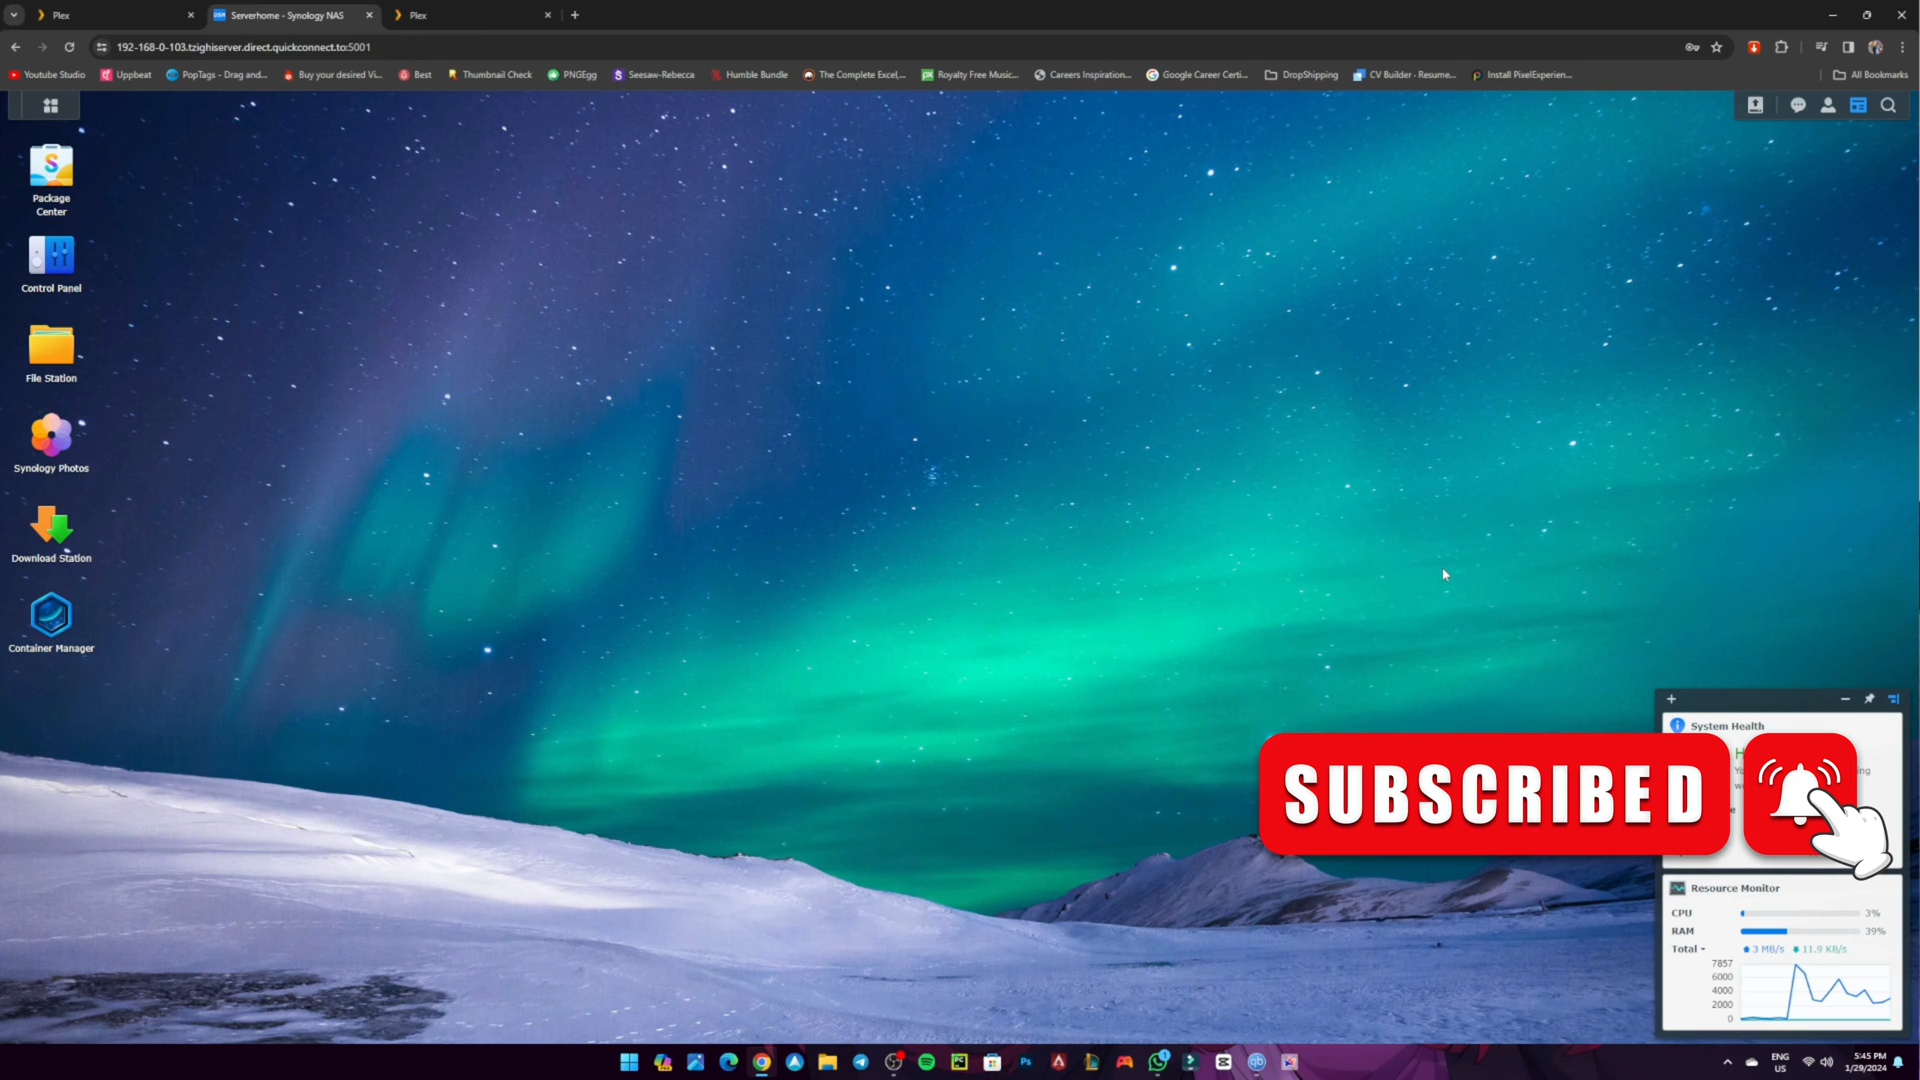 Plex
Serverhome - Synology NAS
Plex
192-168-0-103.tzighiserver.direct.quickconnect.to:5001
Youtube Studio
Uppbeat
PopTags - Drag and...
Buy your desired Vi...
Best
Thumbnail Check
PNGEgg
Seesaw-Rebecca
Humble Bundle
The Complete Excel,...
Royalty Free Music...
Careers Inspiration...
Google Career Certi...
DropShipping
CV Builder - Resume...
Install PixelExperien...
All Bookmarks
Package
Center
Control Panel
File Station
Synology Photos
Download Station
Container Manager
System Health
SUBSCRIBED
Resource Monitor
CPU 3%
RAM 39%
Total 3 MB/s 11.9 KB/s
7857
6000
4000
2000
0
ENG
US
5:45 PM
1/29/2024